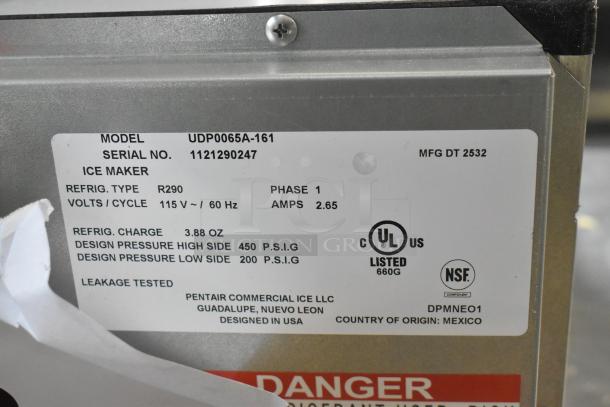 MODEL UDP0065A-161
SERIAL NO. 1121290247 MFG DT 2532
ICE MAKER
REFRIG. TYPE R290 PHASE 1
VOLTS / CYCLE 115 V ~ / 60 Hz AMPS 2.65
REFRIG. CHARGE 3.88 OZ
DESIGN PRESSURE HIGH SIDE 450 P.S.I.G
DESIGN PRESSURE LOW SIDE 200 P.S.I.G
C UL US
LISTED
660G
NSF
COMPONENT
LEAKAGE TESTED
PENTAIR COMMERCIAL ICE LLC
GUADALUPE, NUEVO LEON
DESIGNED IN USA
DPMNEO1
COUNTRY OF ORIGIN: MEXICO
DANGER